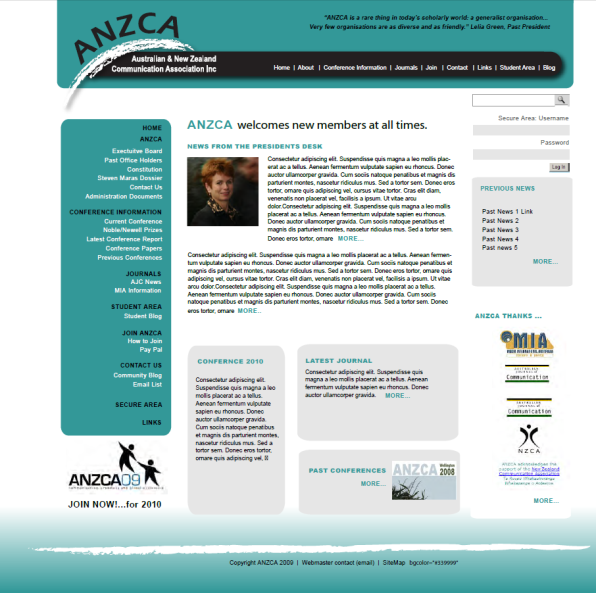 ANZCA
Australian & New Zealand
Communication Association Inc
"ANZCA is a rare thing in today's scholarly world: a generalist organisation...
Very few organisations are as diverse and as friendly." Lelia Green, Past President
Home | About | Conference Information | Journals | Join | Contact | Links | Student Area | Blog
Secure Area: Username
Password
Log In
HOME
ANZCA
Exectuitve Board
Past Office Holders
Constitution
Steven Maras Dossier
Contact Us
Administration Documents
CONFERENCE INFORMATION
Current Conference
Noble/Newell Prizes
Latest Conference Report
Conference Papers
Previous Conferences
JOURNALS
AJC News
MIA Information
STUDENT AREA
Student Blog
JOIN ANZCA
How to Join
Pay Pal
CONTACT US
Community Blog
Email List
SECURE AREA
LINKS
ANZCA09
JOIN NOW!...for 2010
ANZCA welcomes new members at all times.
NEWS FROM THE PRESIDENTS DESK
Consectetur adipiscing elit. Suspendisse quis magna a leo mollis plac-
erat ac a tellus. Aenean fermentum vulputate sapien eu rhoncus. Donec
auctor ullamcorper gravida. Cum sociis natoque penatibus et magnis dis
parturient montes, nascetur ridiculus mus. Sed a tortor sem. Donec eros
tortor, ornare quis adipiscing vel, cursus vitae tortor. Cras elit diam,
venenatis non placerat vel, facilisis a ipsum. Ut vitae arcu
dolor.Consectetur adipiscing elit. Suspendisse quis magna a leo mollis
placerat ac a tellus. Aenean fermentum vulputate sapien eu rhoncus.
Donec auctor ullamcorper gravida. Cum sociis natoque penatibus et
magnis dis parturient montes, nascetur ridiculus mus. Sed a tortor sem.
Donec eros tortor, ornare MORE...
Consectetur adipiscing elit. Suspendisse quis magna a leo mollis placerat ac a tellus. Aenean fermen-
tum vulputate sapien eu rhoncus. Donec auctor ullamcorper gravida. Cum sociis natoque penatibus et
magnis dis parturient montes, nascetur ridiculus mus. Sed a tortor sem. Donec eros tortor, ornare quis
adipiscing vel, cursus vitae tortor. Cras elit diam, venenatis non placerat vel, facilisis a ipsum. Ut vitae
arcu dolor.Consectetur adipiscing elit. Suspendisse quis magna a leo mollis placerat ac a tellus.
Aenean fermentum vulputate sapien eu rhoncus. Donec auctor ullamcorper gravida. Cum sociis
natoque penatibus et magnis dis parturient montes, nascetur ridiculus mus. Sed a tortor sem. Donec
eros tortor, ornare MORE..
CONFERNCE 2010
Consectetur adipiscing elit.
Suspendisse quis magna a leo
mollis placerat ac a tellus.
Aenean fermentum vulputate
sapien eu rhoncus. Donec
auctor ullamcorper gravida.
Cum sociis natoque penatibus
et magnis dis parturient montes,
nascetur ridiculus mus. Sed a
tortor sem. Donec eros tortor,
ornare quis adipiscing vel,
LATEST JOURNAL
Consectetur adipiscing elit. Suspendisse quis
magna a leo mollis placerat ac a tellus. Aenean
fermentum vulputate sapien eu rhoncus. Donec
auctor ullamcorper gravida. MORE...
PAST CONFERENCES
MORE...
ANZCA Wellington
2008
PREVIOUS NEWS
Past News 1 Link
Past News 2
Past News 3
Past News 4
Past news 5
MORE...
ANZCA THANKS ...
MIA
Communication
Communication
NZCA
ANZCA acknowledges the
support of the New Zealand
Communication Association
MORE...
Copyright ANZCA 2009 | Webmaster contact (email) | SiteMap bgcolor="#339999"